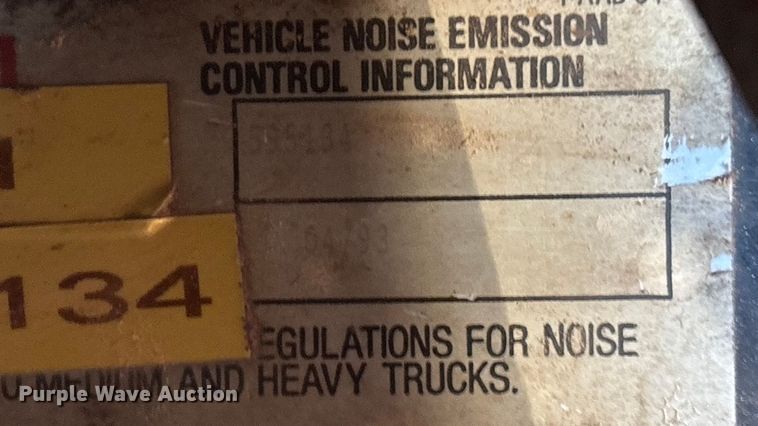 VEHICLE NOISE EMISSION
CONTROL INFORMATION
134
EGULATIONS FOR NOISE
MEDIUM AND HEAVY TRUCKS.
Purple Wave Auction